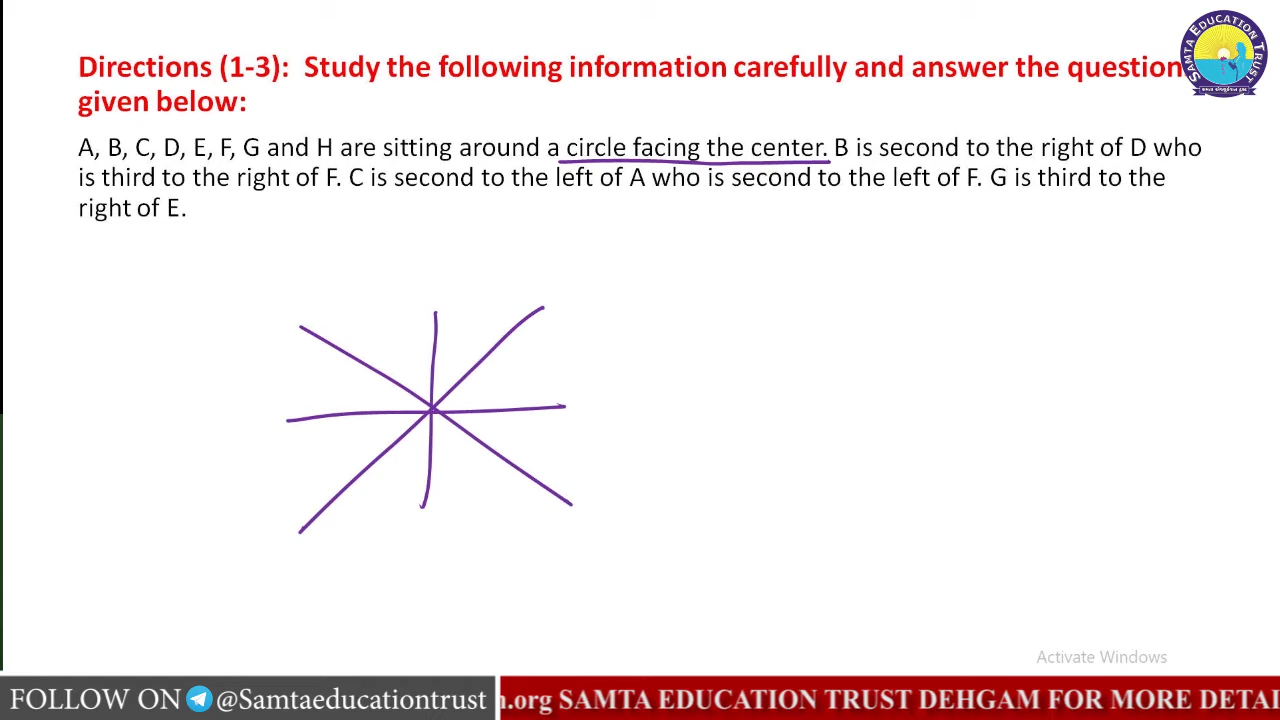 Directions (1-3): Study the following information carefully and answer the question
given below:
A, B, C, D, E, F, G and H are sitting around a circle facing the center. B is second to the right of D who
is third to the right of F. C is second to the left of A who is second to the left of F. G is third to the
right of E.
SAMTA EDUCATION TRUST
Activate Windows
FOLLOW ON @Samtaeducationtrust
.org SAMTA EDUCATION TRUST DEHGAM FOR MORE DETAI